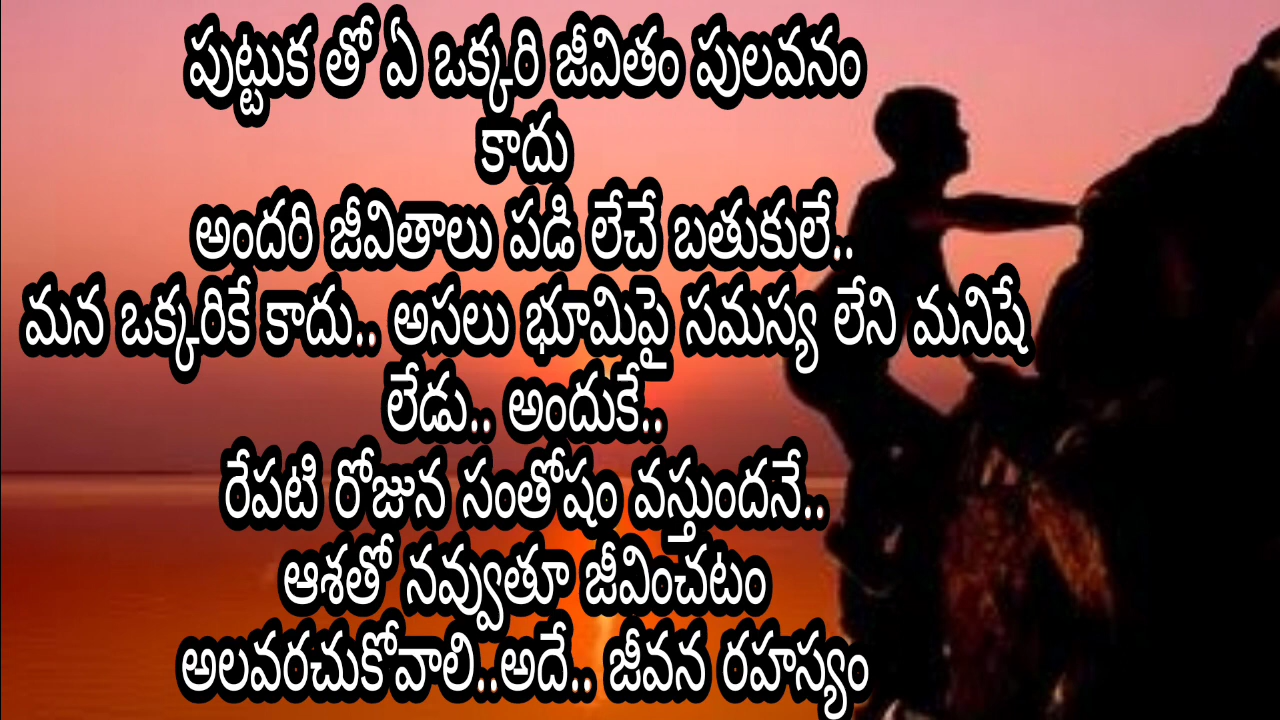 పుట్టుక తో ఏ ఒక్కరి జీవితం పులవనం
కాదు
అందరి జీవితాలు పడి లేచే బతుకులే..
మన ఒక్కరికే కాదు.. అసలు భూమిపై సమస్య లేని మనిషే
లేడు.. అందుకే..
రేపటి రోజున సంతోషం వస్తుందనే..
ఆశతో నవ్వుతూ జీవించటం
అలవరచుకోవాలి..అదే.. జీవన రహస్యం